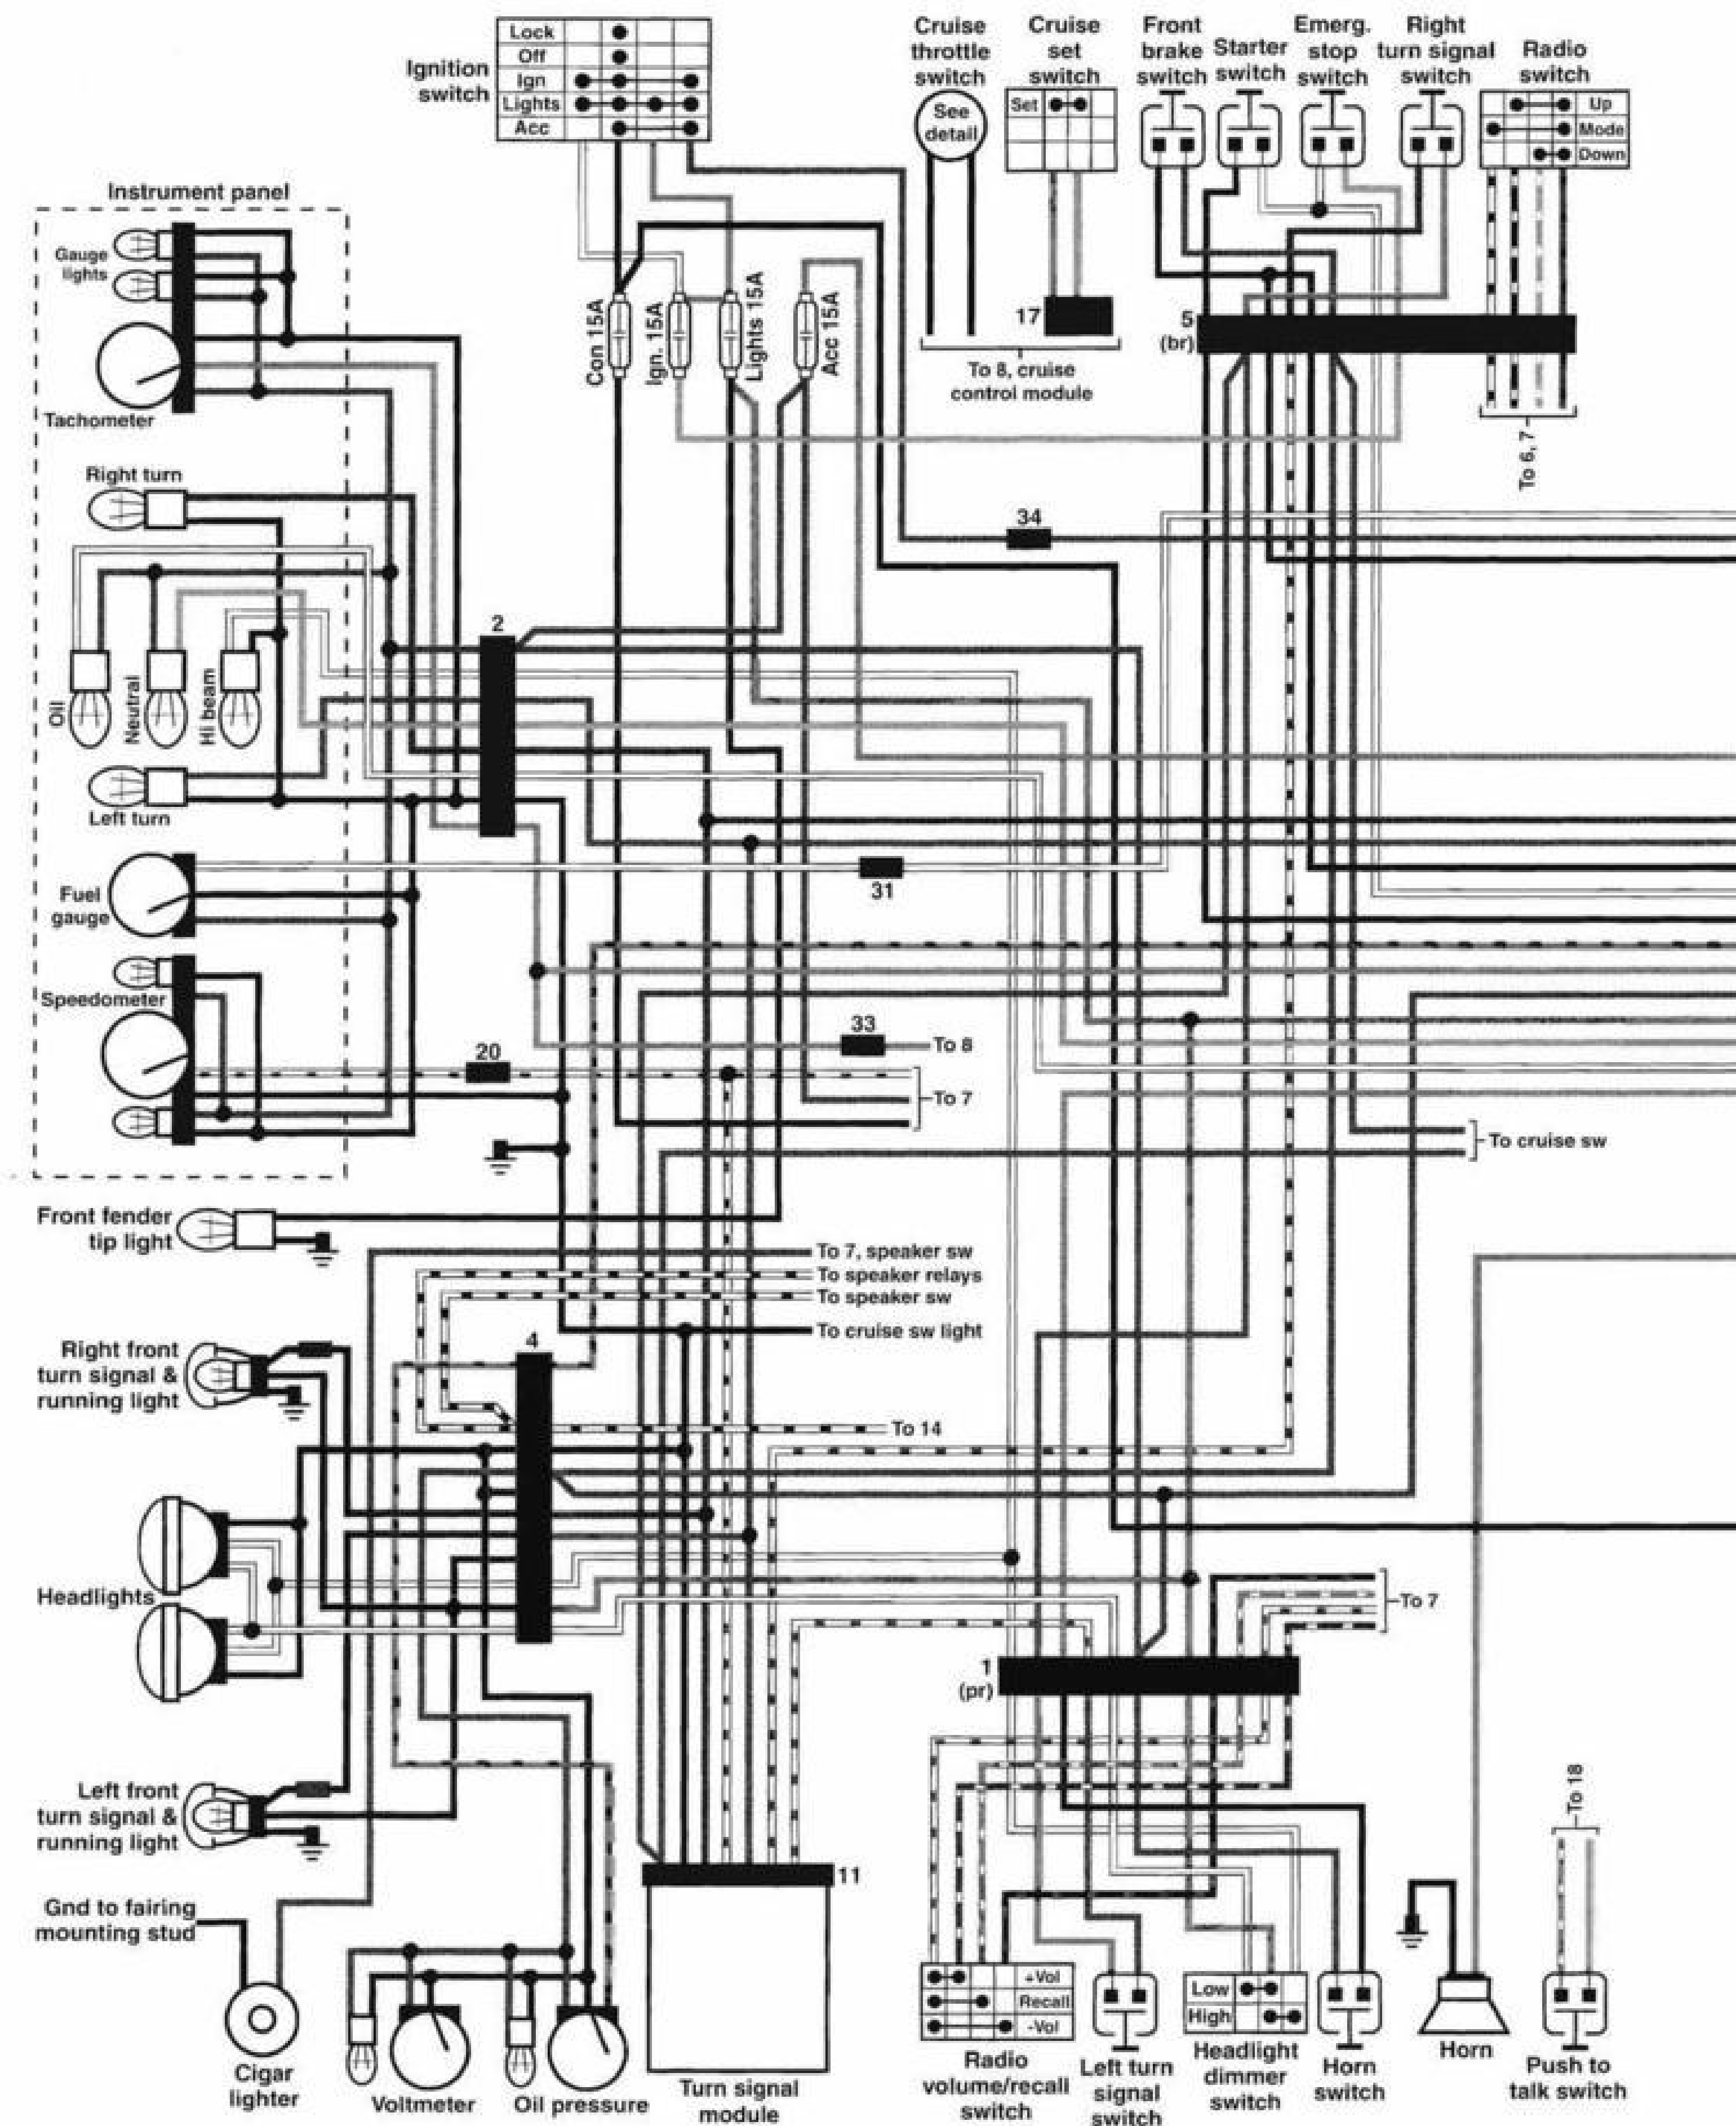 Ignition
switch
Lock
Off
Ign
Lights
Acc
Cruise
throttle
switch
See
detail
Cruise
set
switch
Set
Front
brake
switch
Starter
switch
Emerg.
stop
switch
Right
turn signal
switch
Radio
switch
Up
Mode
Down
Instrument panel
Gauge
lights
Tachometer
Con 15A
Ign. 15A
Lights 15A
Acc 15A
17
To 8, cruise
control module
5
(br)
To 6, 7
Right turn
34
2
Oil
Neutral
Hi beam
Left turn
31
Fuel
gauge
Speedometer
33
To 8
20
To 7
To cruise sw
Front fender
tip light
To 7, speaker sw
To speaker relays
To speaker sw
To cruise sw light
4
Right front
turn signal &
running light
To 14
Headlights
To 7
1
(pr)
Left front
turn signal &
running light
To 18
11
Gnd to fairing
mounting stud
+Vol
Recall
-Vol
Low
High
Cigar
lighter
Voltmeter
Oil pressure
Turn signal
module
Radio
volume/recall
switch
Left turn
signal
switch
Headlight
dimmer
switch
Horn
switch
Horn
Push to
talk switch